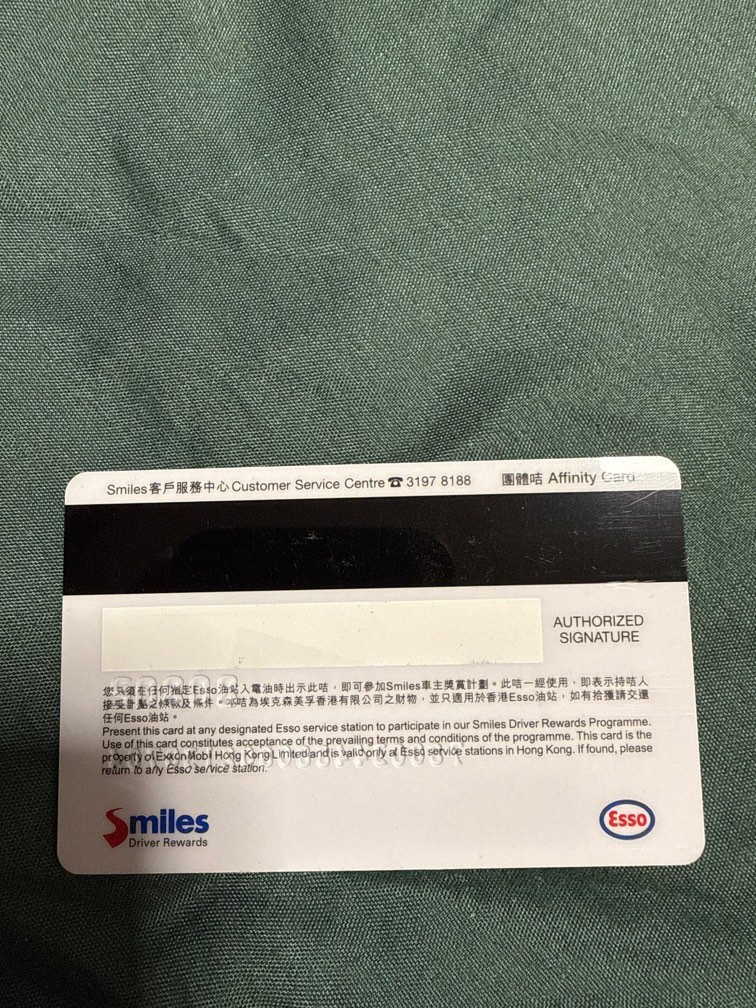 Smiles客戶服務中心Customer Service Centre☎3197 8188 團體咭 Affinity Card
AUTHORIZED
SIGNATURE
您只須在任何指定Esso油站入電油時出示此咭，即可參加Smiles車主獎賞計劃。此咭一經使用，即表示持咭人
接受計劃之條款及條件。本咭為埃克森美孚香港有限公司之財物，並只適用於香港Esso油站，如有拾獲請交還
任何Esso油站。
Present this card at any designated Esso service station to participate in our Smiles Driver Rewards Programme.
Use of this card constitutes acceptance of the prevailing terms and conditions of the programme. This card is the
property of ExxonMobil Hong Kong Limited and is valid only at Esso service stations in Hong Kong. If found, please
return to any Esso service station.
Smiles
Driver Rewards
Esso